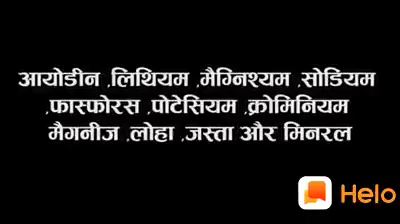 आयोडीन ,लिथियम ,मैग्निश्यम ,सोडियम
,फास्फोरस ,पोटेसियम ,क्रोमिनियम
मैगनीज ,लोहा ,जस्ता और मिनरल
Helo